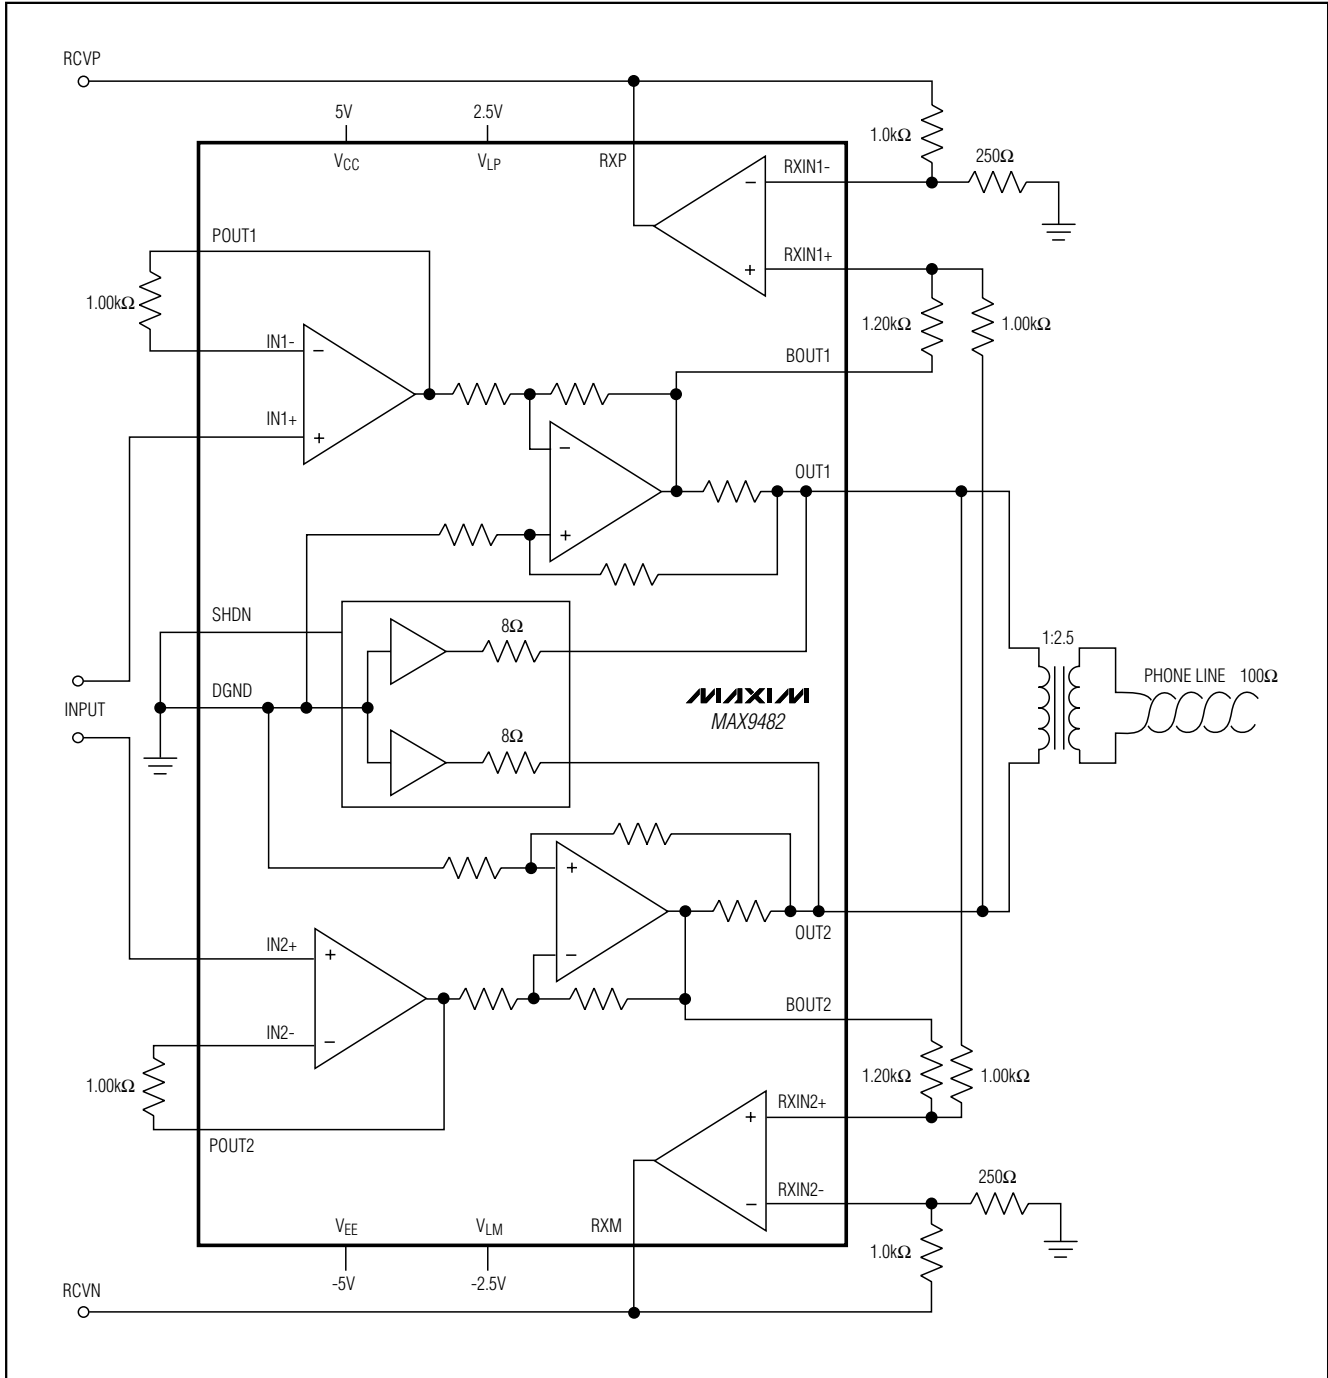 RCVP
5V
2.5V
VCC
VLP
RXP
RXIN1-
1.0kΩ
250Ω
POUT1
RXIN1+
1.00kΩ
1.20kΩ
1.00kΩ
IN1-
BOUT1
IN1+
OUT1
SHDN
8Ω
1:2.5
INPUT
DGND
MAXIM
MAX9482
PHONE LINE 100Ω
8Ω
OUT2
IN2+
IN2-
BOUT2
1.00kΩ
1.20kΩ
1.00kΩ
RXIN2+
POUT2
RXIN2-
250Ω
VEE
VLM
RXM
1.0kΩ
-5V
-2.5V
RCVN